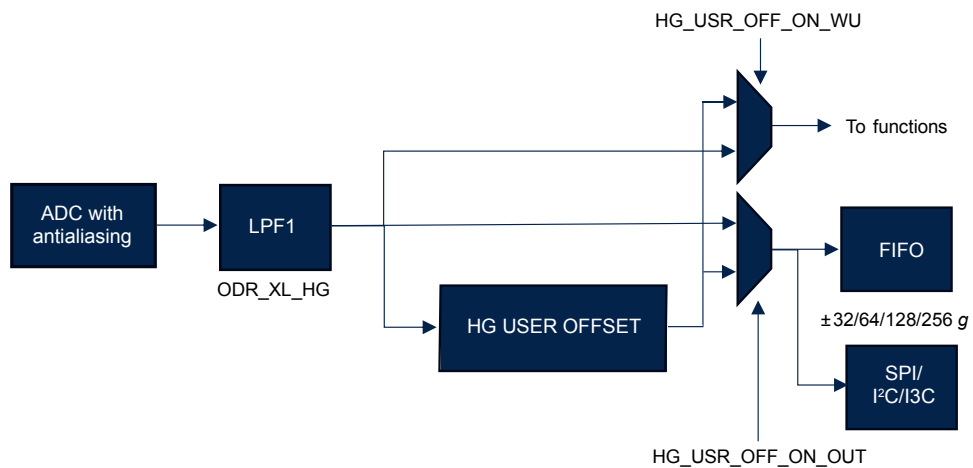 HG_USR_OFF_ON_WU
To functions
ADC with
antialiasing
LPF1
ODR_XL_HG
HG USER OFFSET
FIFO
±32/64/128/256 g
SPI/
I²C/I3C
HG_USR_OFF_ON_OUT